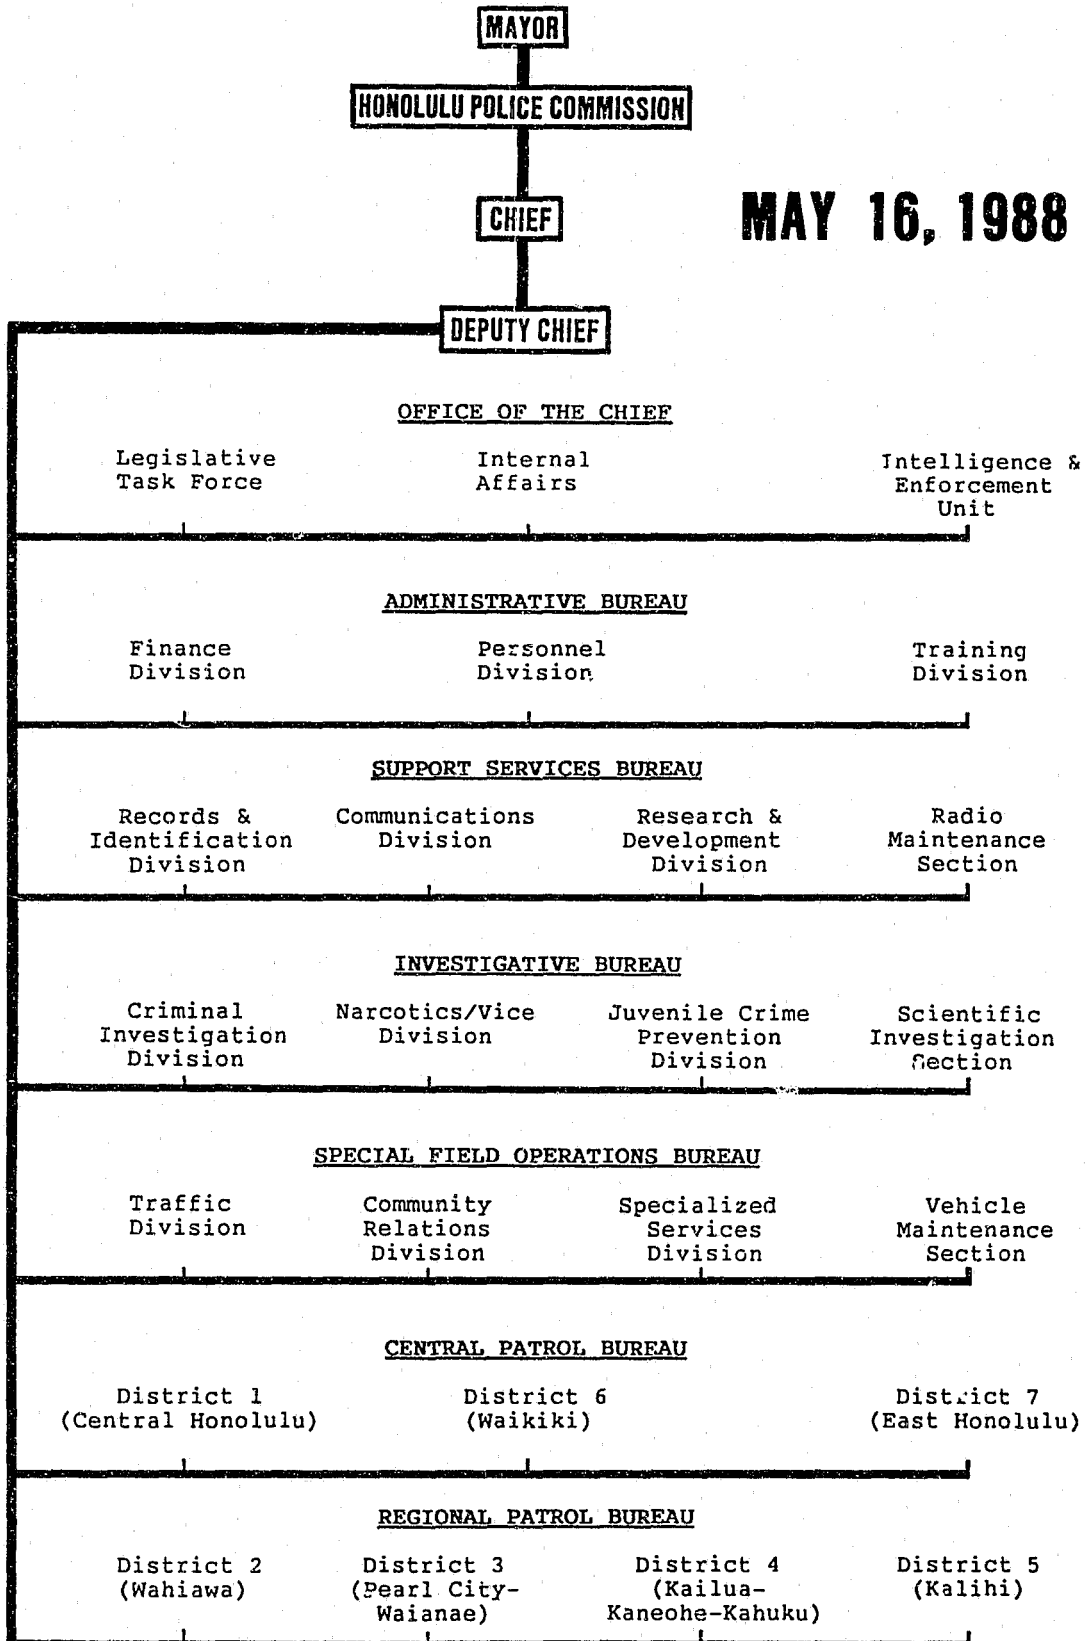 MAYOR
HONOLULU POLICE COMMISSION
CHIEF
MAY 16, 1988
DEPUTY CHIEF
OFFICE OF THE CHIEF
Legislative
Task Force
Internal
Affairs
Intelligence &
Enforcement
Unit
ADMINISTRATIVE BUREAU
Finance
Division
Personnel
Division
Training
Division
SUPPORT SERVICES BUREAU
Records &
Identification
Division
Communications
Division
Research &
Development
Division
Radio
Maintenance
Section
INVESTIGATIVE BUREAU
Criminal
Investigation
Division
Narcotics/Vice
Division
Juvenile Crime
Prevention
Division
Scientific
Investigation
Section
SPECIAL FIELD OPERATIONS BUREAU
Traffic
Division
Community
Relations
Division
Specialized
Services
Division
Vehicle
Maintenance
Section
CENTRAL PATROL BUREAU
District 1
(Central Honolulu)
District 6
(Waikiki)
District 7
(East Honolulu)
REGIONAL PATROL BUREAU
District 2
(Wahiawa)
District 3
(Pearl City-
Waianae)
District 4
(Kailua-
Kaneohe-Kahuku)
District 5
(Kalihi)